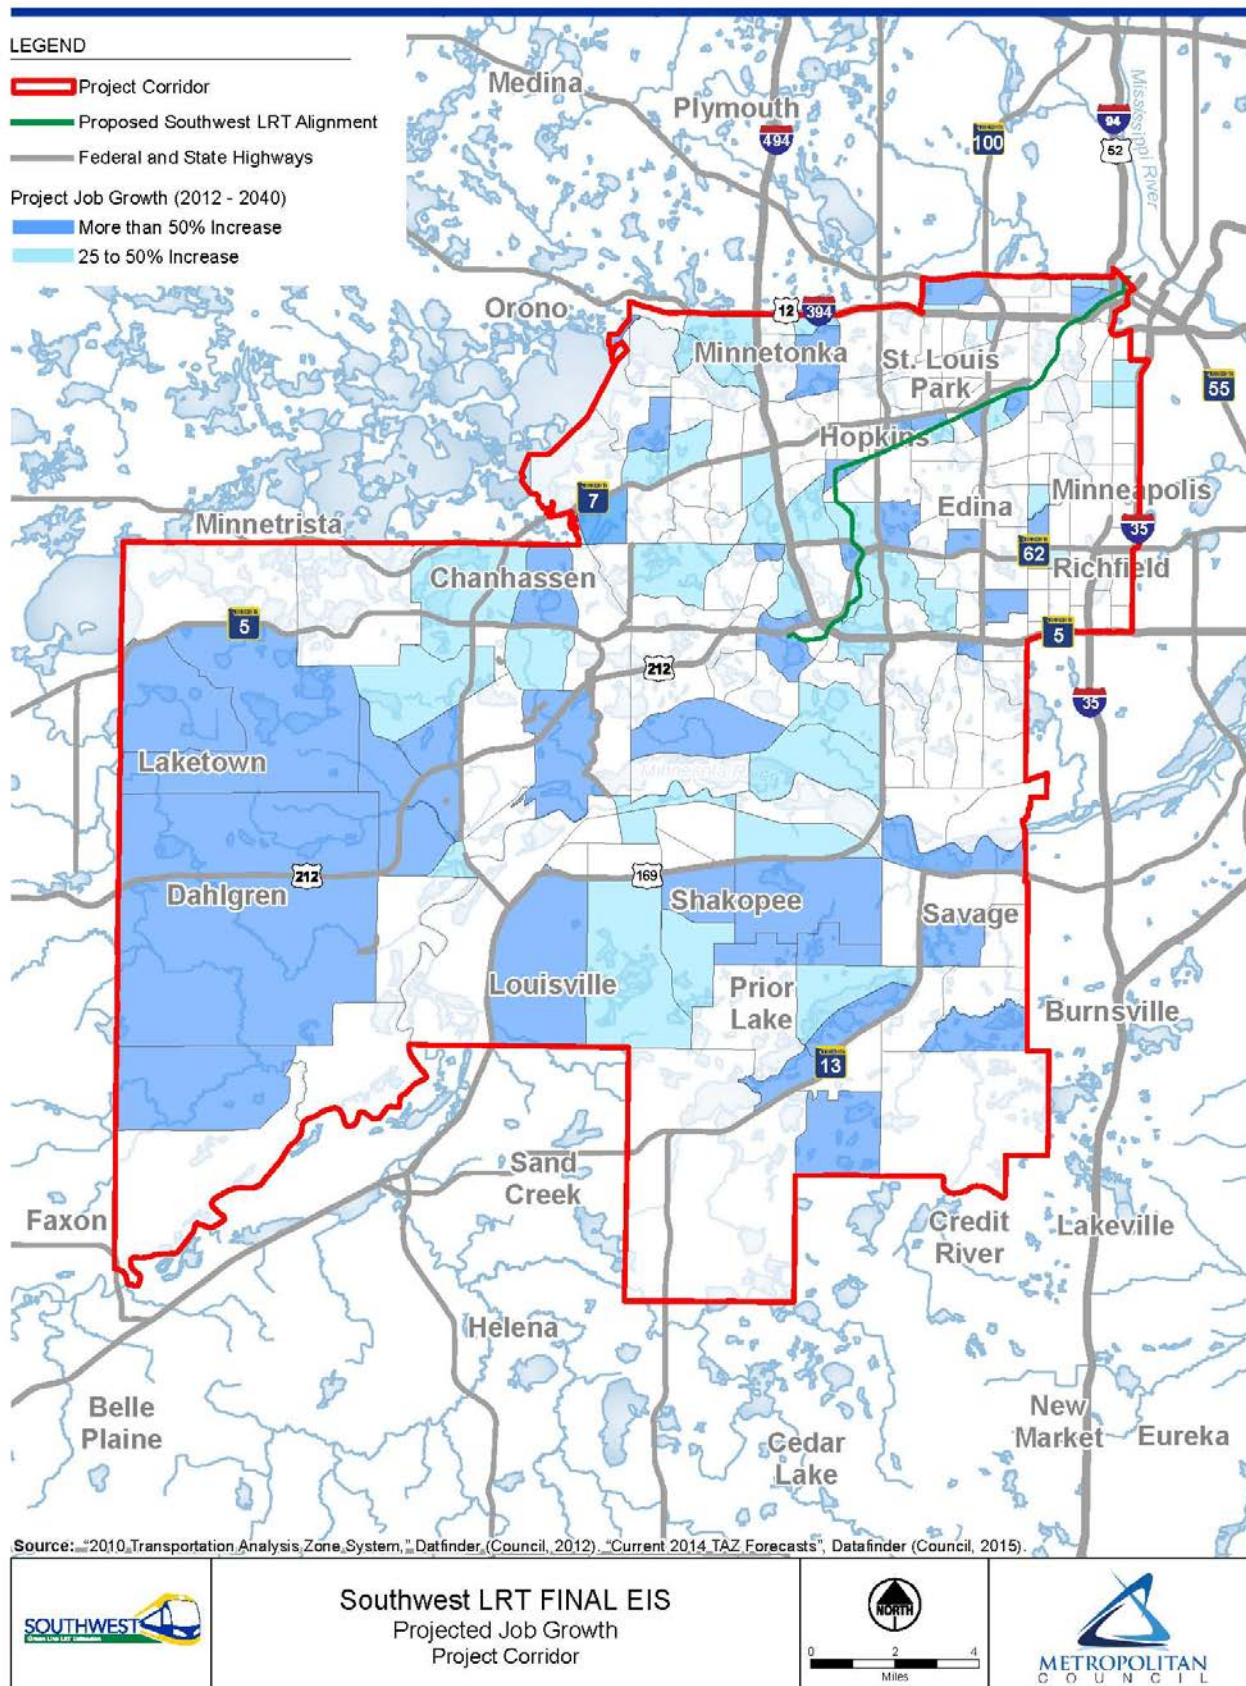 LEGEND
Project Corridor
Proposed Southwest LRT Alignment
Federal and State Highways
Project Job Growth (2012 - 2040)
More than 50% Increase
25 to 50% Increase
Medina
Plymouth
494
100
94
52
Mississippi River
Orono
12
394
Minnetonka
St. Louis
Park
55
Hopkins
7
Edina
Minneapolis
35
Minnetrista
62
Chanhassen
Richfield
5
5
212
35
Laketown
Minnesota River
212
169
Dahlgren
Shakopee
Savage
Louisville
Prior
Lake
Burnsville
13
Sand
Creek
Faxon
Credit
River
Lakeville
Helena
Belle
Plaine
New
Market
Eureka
Cedar
Lake
Source: "2010 Transportation Analysis Zone System," Datfinder (Council, 2012). "Current 2014 TAZ Forecasts", Datafinder (Council, 2015).
SOUTHWEST
Green Line LRT Extension
Southwest LRT FINAL EIS
Projected Job Growth
Project Corridor
NORTH
0 2 4
Miles
METROPOLITAN
COUNCIL